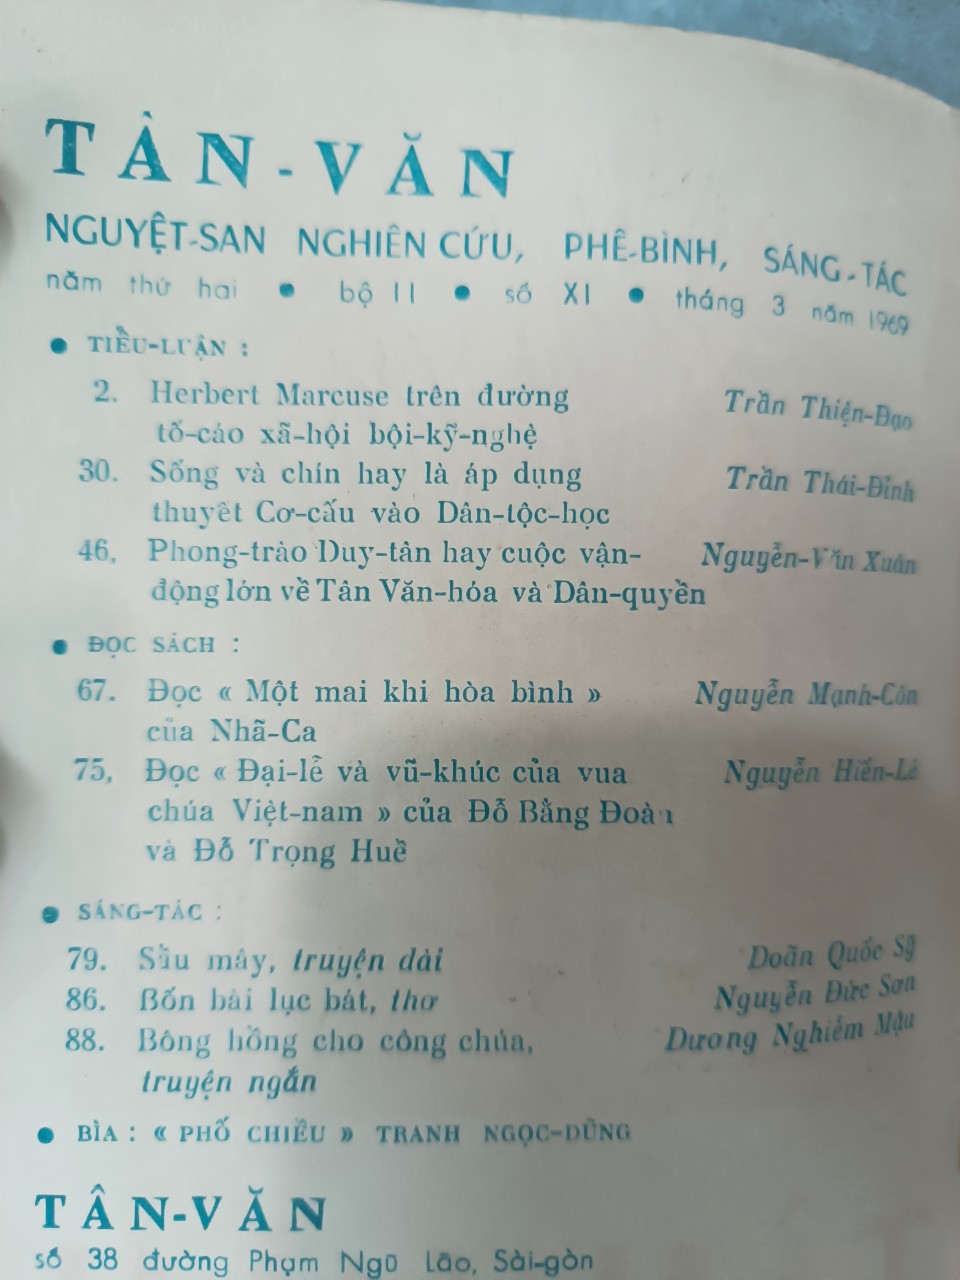 TÂN-VĂN
NGUYỆT-SAN NGHIÊN CỨU, PHÊ-BÌNH, SÁNG-TÁC
năm thứ hai • bộ II • số XI • tháng 3 năm 1969
• TIỂU-LUẬN :
2. Herbert Marcuse trên đường Trần Thiện-Đạo
tố-cáo xã-hội bội-kỹ-nghệ
30. Sống và chín hay là áp dụng Trần Thái-Đỉnh
thuyết Cơ-cấu vào Dân-tộc-học
46, Phong-trào Duy-tân hay cuộc vận- Nguyễn-Văn Xuân
động lớn về Tân Văn-hóa và Dân-quyền
• ĐỌC SÁCH :
67. Đọc « Một mai khi hòa bình » Nguyễn Mạnh-Côn
của Nhã-Ca
75, Đọc « Đại-lễ và vũ-khúc của vua Nguyễn Hiến-Lê
chúa Việt-nam » của Đỗ Bằng Đoàn
và Đỗ Trọng Huề
• SÁNG-TÁC :
79. Sầu mây, truyện dài Doãn Quốc Sỹ
86. Bốn bài lục bát, thơ Nguyễn Đức Sơn
88. Bông hồng cho công chúa, Dương Nghiễm Mậu
truyện ngắn
• BÌA : « PHỐ CHIỀU » TRANH NGỌC-DŨNG
TÂN-VĂN
số 38 đường Phạm Ngũ Lão, Sài-gòn